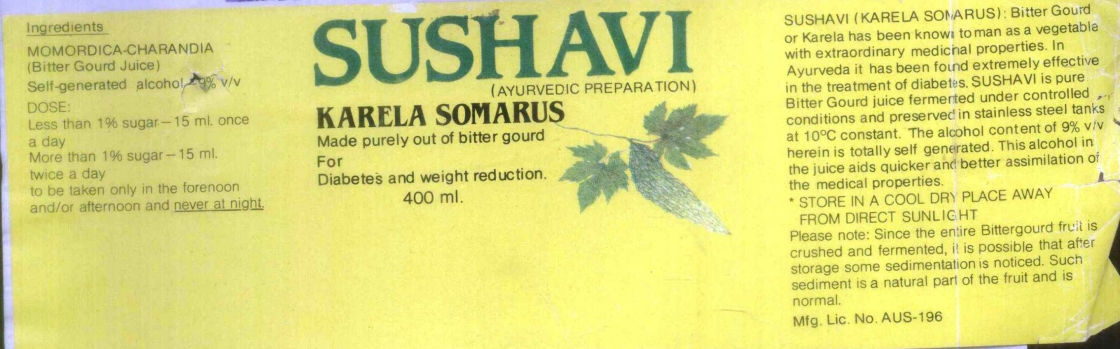 Ingredients
MOMORDICA-CHARANDIA
(Bitter Gourd Juice)
Self-generated alcohol 9% v/v
DOSE:
Less than 1% sugar—15 ml. once
a day
More than 1% sugar—15 ml.
twice a day
to be taken only in the forenoon
and/or afternoon and never at night.
SUSHAVI
(AYURVEDIC PREPARATION)
KARELA SOMARUS
Made purely out of bitter gourd
For
Diabetes and weight reduction.
400 ml.
SUSHAVI (KARELA SOMARUS): Bitter Gourd
or Karela has been known to man as a vegetable
with extraordinary medicinal properties. In
Ayurveda it has been found extremely effective
in the treatment of diabetes. SUSHAVI is pure
Bitter Gourd juice fermented under controlled
conditions and preserved in stainless steel tanks
at 10°C constant. The alcohol content of 9% v/v
herein is totally self generated. This alcohol in
the juice aids quicker and better assimilation of
the medical properties.
* STORE IN A COOL DRY PLACE AWAY
FROM DIRECT SUNLIGHT
Please note: Since the entire Bittergourd fruit is
crushed and fermented, it is possible that after
storage some sedimentation is noticed. Such
sediment is a natural part of the fruit and is
normal.
Mfg. Lic. No. AUS-196